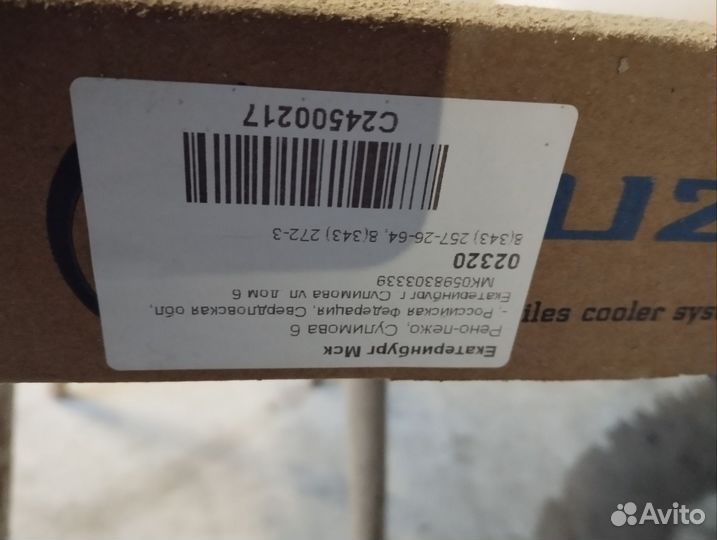 Екатеринбург Мск
Рено-пежо, Сулимова 6
-, Российская Федерация, Свердловская обл,
Екатеринбург г, Сулимова ул, дом 6
МК0598303339
02320
8(343) 257-26-64, 8(343) 272-3
C24500217
iles cooler sys
Avito